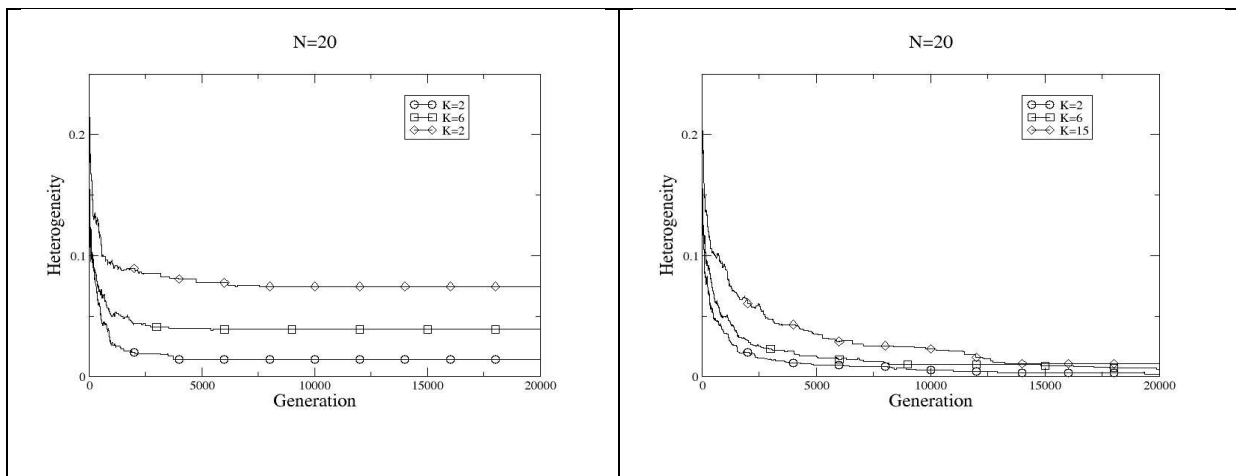 N=20
0.2
0.1
0
Heterogeneity
K=2
K=6
K=2
0 5000 10000 15000 20000
Generation
N=20
0.2
0.1
0
Heterogeneity
K=2
K=6
K=15
0 5000 10000 15000 20000
Generation